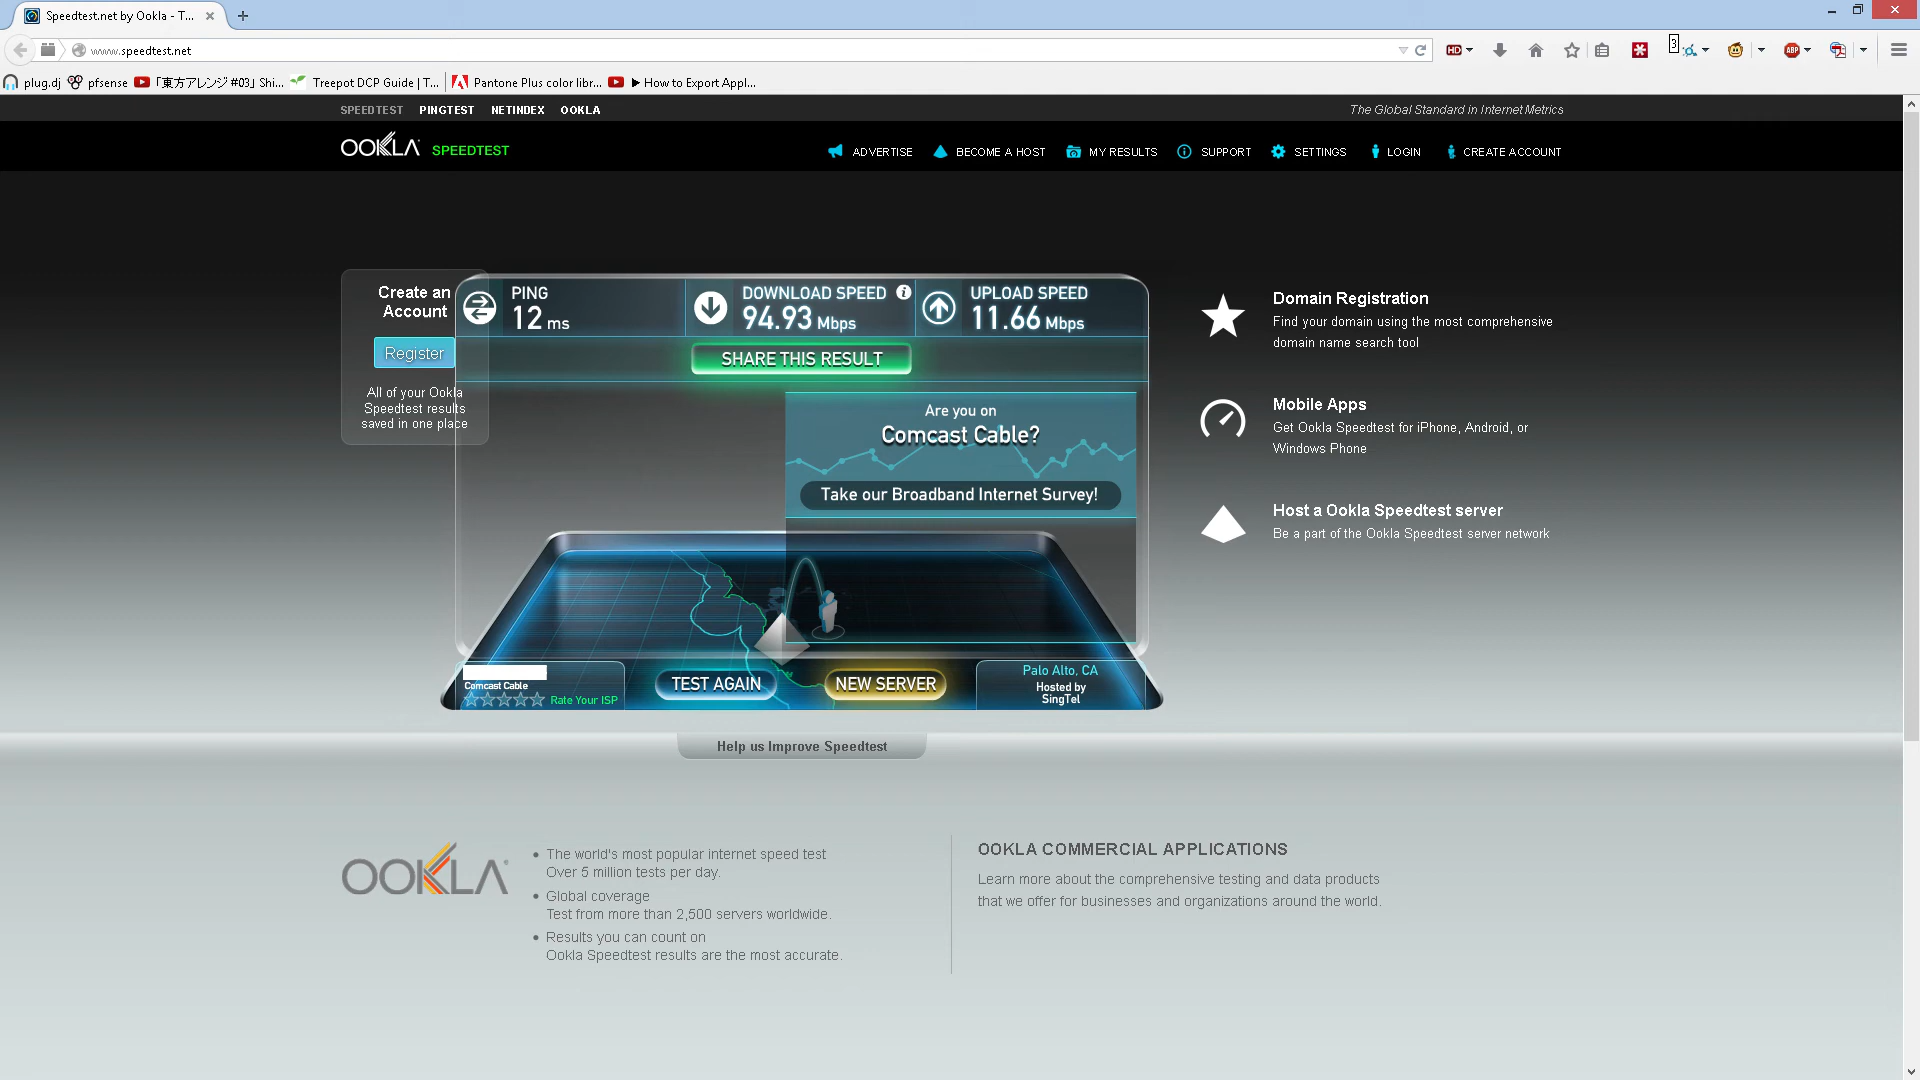 Speedtest.net by Ookla - T...
www.speedtest.net
HD
3
ABP
plug.dj
pfsense
「東方アレンジ #03」 Shi...
Treepot DCP Guide | T...
Pantone Plus color libr...
▶ How to Export Appl...
SPEEDTEST PINGTEST NETINDEX OOKLA
The Global Standard in Internet Metrics
OOKLA SPEEDTEST
ADVERTISE BECOME A HOST MY RESULTS SUPPORT SETTINGS LOGIN CREATE ACCOUNT
Create an
Account
Register
All of your Ookla
Speedtest results
saved in one place
PING
12 ms
DOWNLOAD SPEED
94.93 Mbps
UPLOAD SPEED
11.66 Mbps
SHARE THIS RESULT
Are you on
Comcast Cable?
Take our Broadband Internet Survey!
Comcast Cable
Rate Your ISP
TEST AGAIN
NEW SERVER
Palo Alto, CA
Hosted by
SingTel
Domain Registration
Find your domain using the most comprehensive
domain name search tool
Mobile Apps
Get Ookla Speedtest for iPhone, Android, or
Windows Phone
Host a Ookla Speedtest server
Be a part of the Ookla Speedtest server network
Help us Improve Speedtest
OOKLA
• The world's most popular internet speed test
Over 5 million tests per day.
• Global coverage
Test from more than 2,500 servers worldwide.
• Results you can count on
Ookla Speedtest results are the most accurate.
OOKLA COMMERCIAL APPLICATIONS
Learn more about the comprehensive testing and data products
that we offer for businesses and organizations around the world.